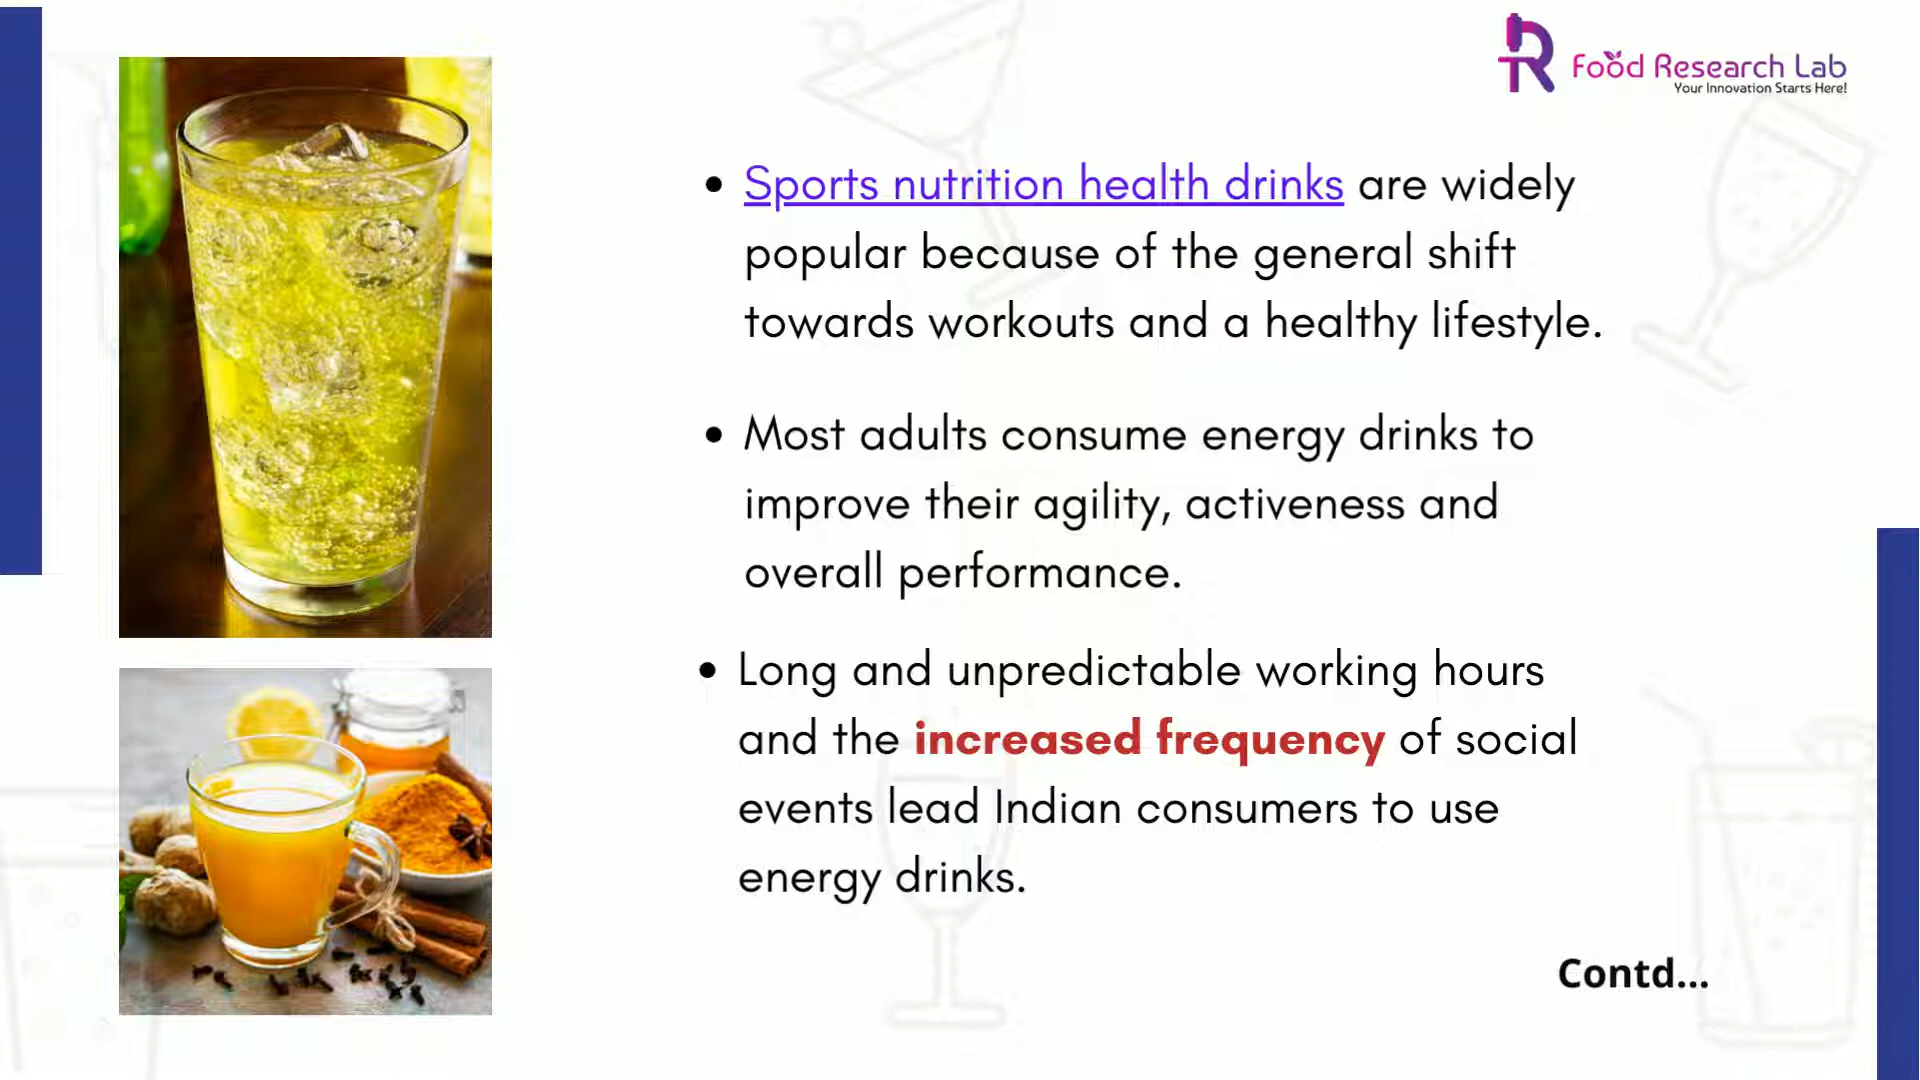 Food Research Lab
Your Innovation Starts Here!
• Sports nutrition health drinks are widely
popular because of the general shift
towards workouts and a healthy lifestyle.
• Most adults consume energy drinks to
improve their agility, activeness and
overall performance.
• Long and unpredictable working hours
and the increased frequency of social
events lead Indian consumers to use
energy drinks.
Contd...